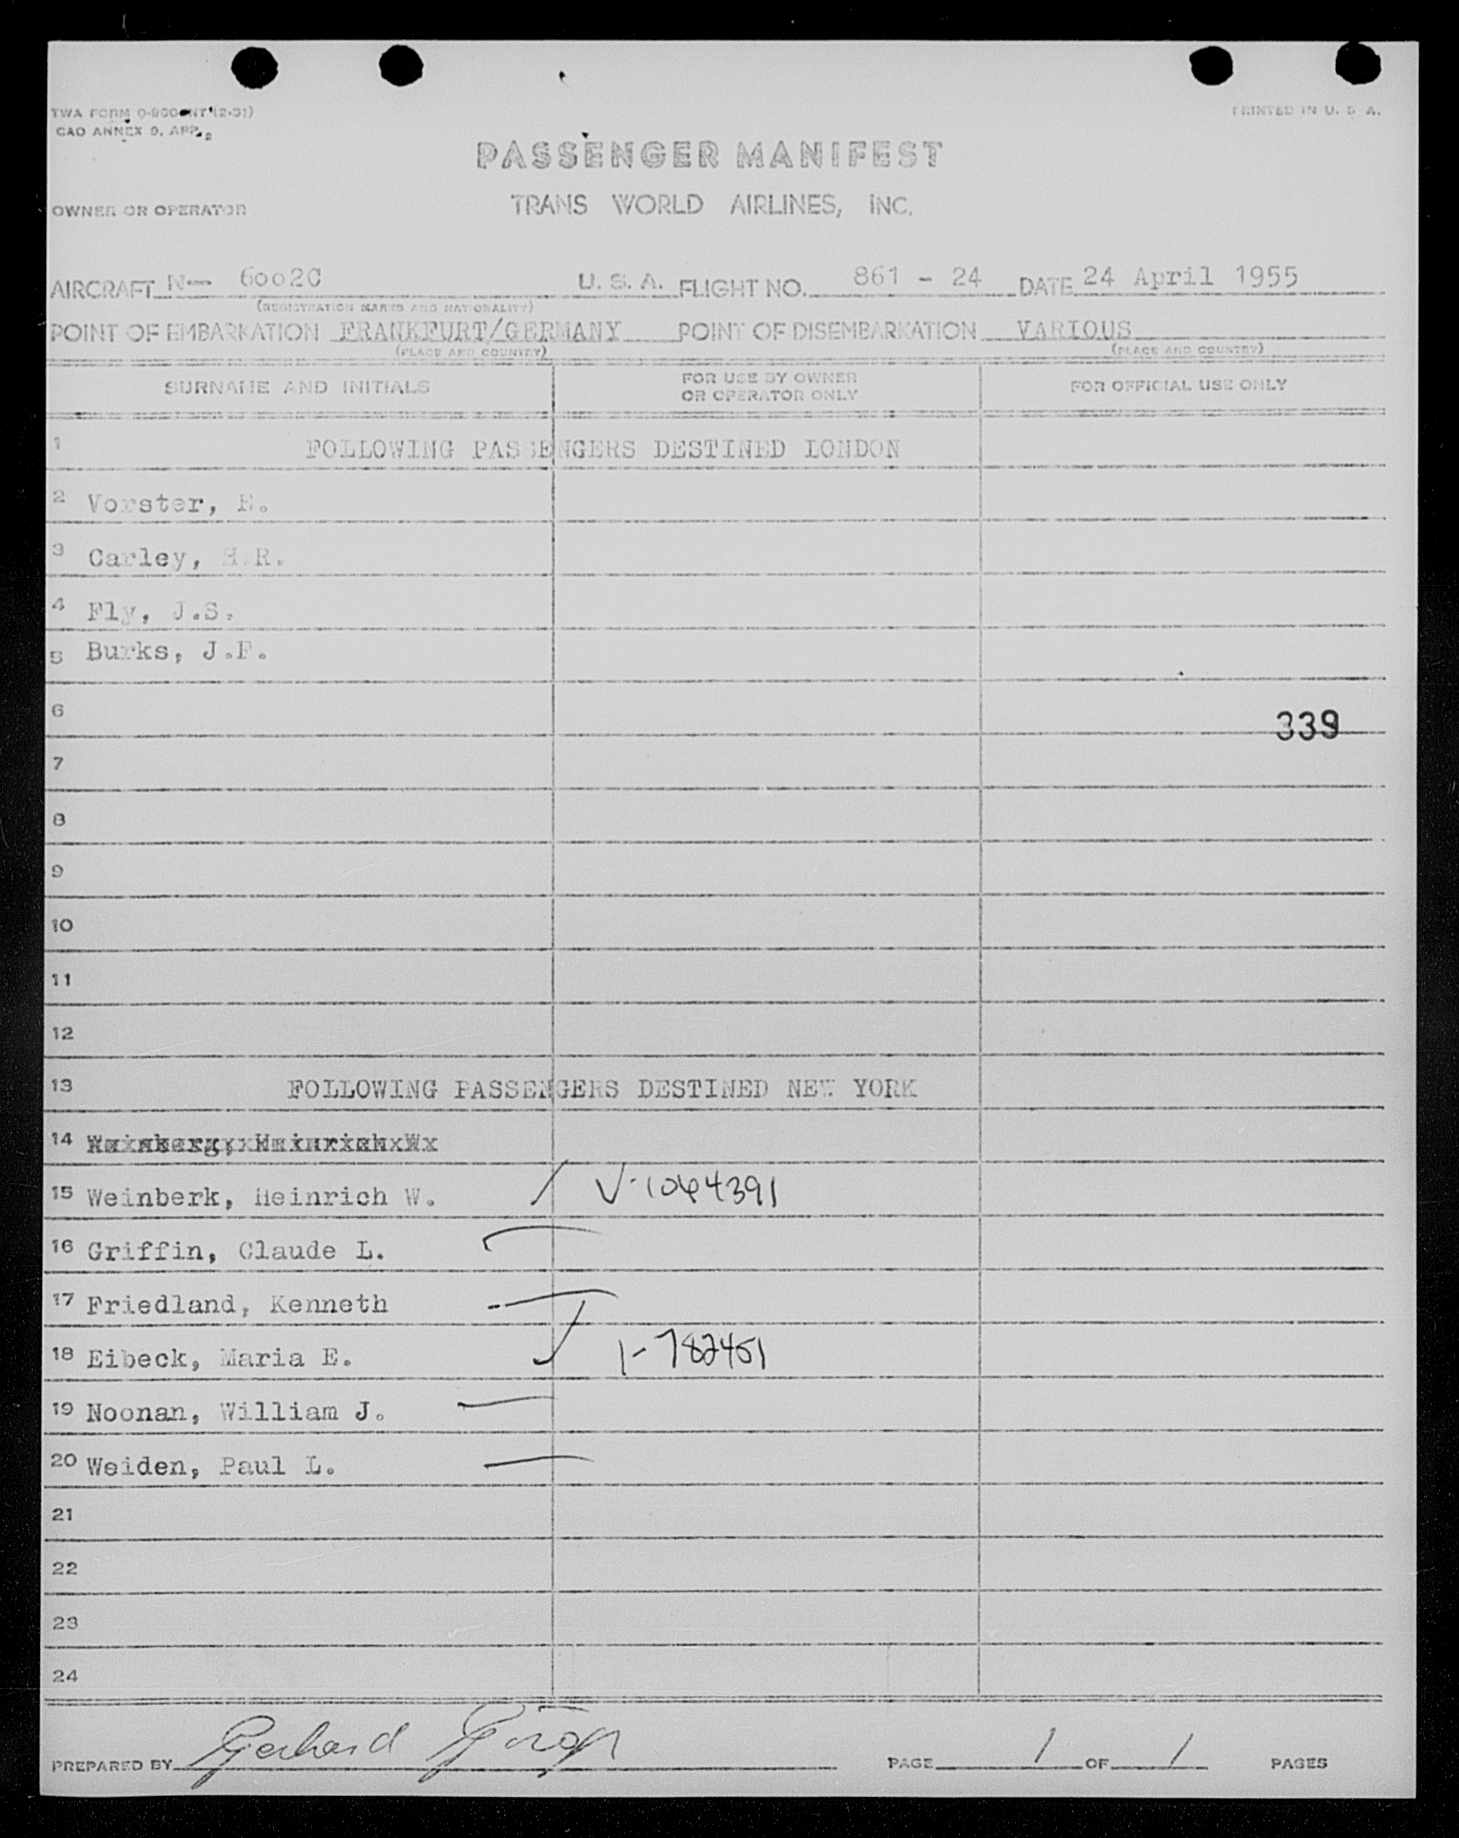 TWA FORM
CAO ANNEX 9, APP. 2
PRINTED IN U. S. A.
PASSENGER MANIFEST
OWNER OR OPERATOR TRANS WORLD AIRLINES, INC.
AIRCRAFT N- 6002C U.S.A. FLIGHT NO. 861 - 24 DATE 24 April 1955
(REGISTRATION MARKS AND NATIONALITY)
POINT OF EMBARKATION FRANKFURT/GERMANY POINT OF DISEMBARKATION VARIOUS
(PLACE AND COUNTRY) (PLACE AND COUNTRY)
SURNAME AND INITIALS FOR USE BY OWNER OR OPERATOR ONLY FOR OFFICIAL USE ONLY
1 FOLLOWING PASSENGERS DESTINED LONDON
2 Vorster, E.
3 Carley, H.R.
4 Fly, J.S.
5 Burks, J.F.
6 339
7
8
9
10
11
12
13 FOLLOWING PASSENGERS DESTINED NEW YORK
14
15 Weinberk, Heinrich W. V-1064391
16 Griffin, Claude L.
17 Friedland, Kenneth
18 Eibeck, Maria E. 1-782451
19 Noonan, William J.
20 Weiden, Paul L.
21
22
23
24
PREPARED BY Gerhard PAGE 1 OF 1 PAGES